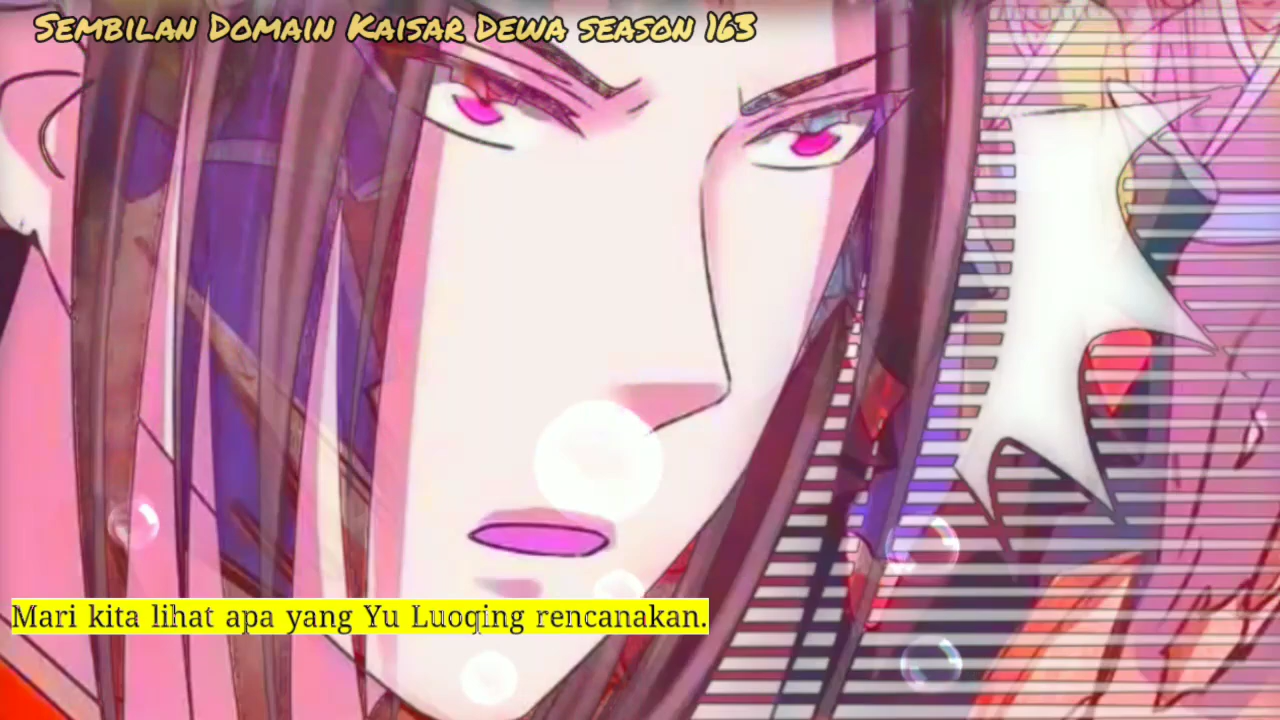 Sembilan Domain Kaisar Dewa season 163
Mari kita lihat apa yang Yu Luoqing rencanakan.